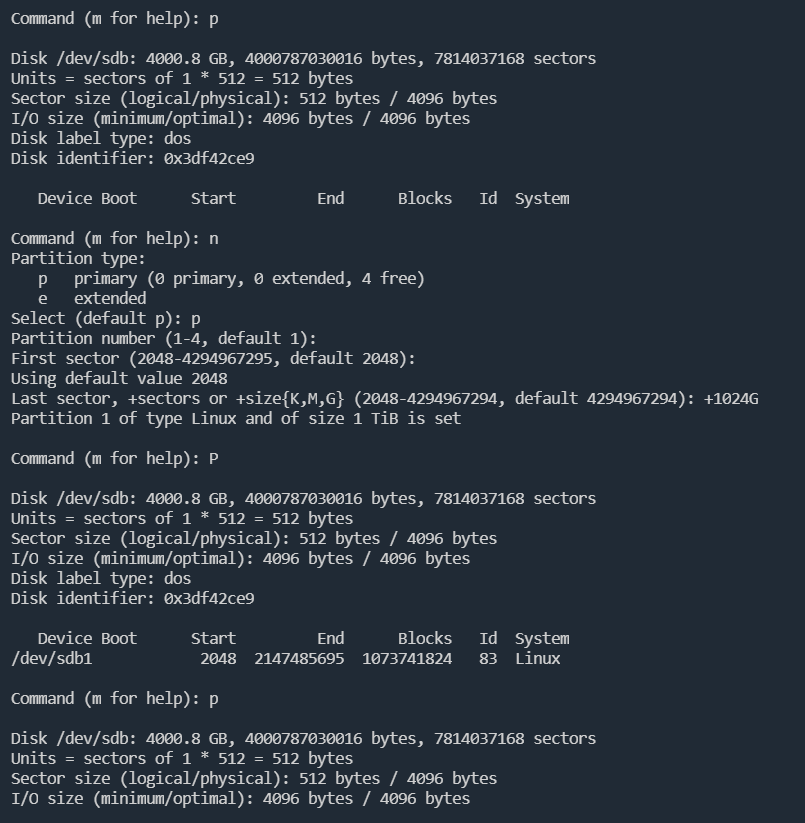 Command (m for help): p
Disk /dev/sdb: 4000.8 GB, 4000787030016 bytes, 7814037168 sectors
Units = sectors of 1 * 512 = 512 bytes
Sector size (logical/physical): 512 bytes / 4096 bytes
I/O size (minimum/optimal): 4096 bytes / 4096 bytes
Disk label type: dos
Disk identifier: 0x3df42ce9
Device Boot      Start         End      Blocks   Id  System
Command (m for help): n
Partition type:
p   primary (0 primary, 0 extended, 4 free)
e   extended
Select (default p): p
Partition number (1-4, default 1):
First sector (2048-4294967295, default 2048):
Using default value 2048
Last sector, +sectors or +size{K,M,G} (2048-4294967294, default 4294967294): +1024G
Partition 1 of type Linux and of size 1 TiB is set
Command (m for help): P
Disk /dev/sdb: 4000.8 GB, 4000787030016 bytes, 7814037168 sectors
Units = sectors of 1 * 512 = 512 bytes
Sector size (logical/physical): 512 bytes / 4096 bytes
I/O size (minimum/optimal): 4096 bytes / 4096 bytes
Disk label type: dos
Disk identifier: 0x3df42ce9
Device Boot      Start         End      Blocks   Id  System
/dev/sdb1            2048  2147485695  1073741824   83  Linux
Command (m for help): p
Disk /dev/sdb: 4000.8 GB, 4000787030016 bytes, 7814037168 sectors
Units = sectors of 1 * 512 = 512 bytes
Sector size (logical/physical): 512 bytes / 4096 bytes
I/O size (minimum/optimal): 4096 bytes / 4096 bytes